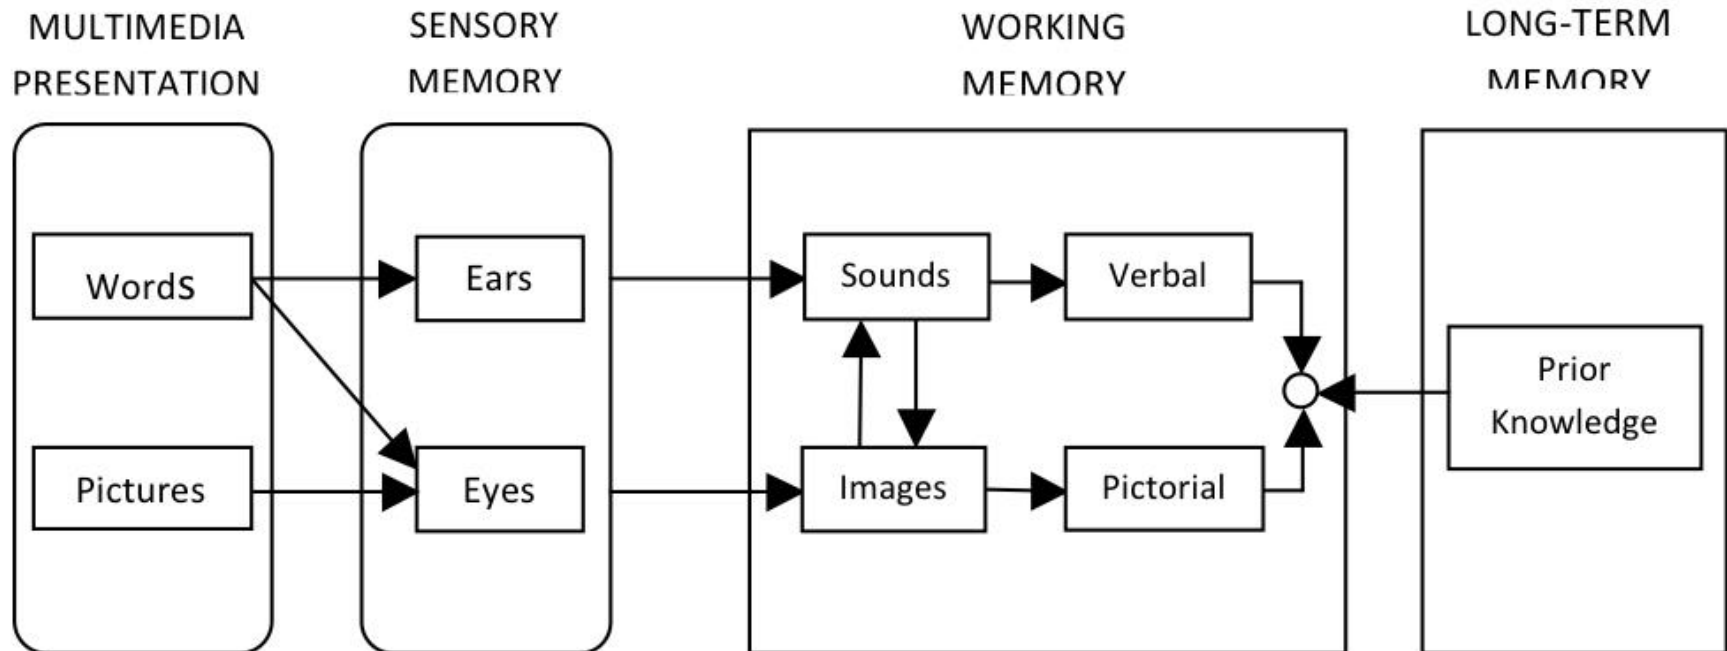 MULTIMEDIA
PRESENTATION
SENSORY
MEMORY
WORKING
MEMORY
LONG-TERM
MEMORY
Words
Ears
Sounds
Verbal
Pictures
Eyes
Images
Pictorial
Prior
Knowledge